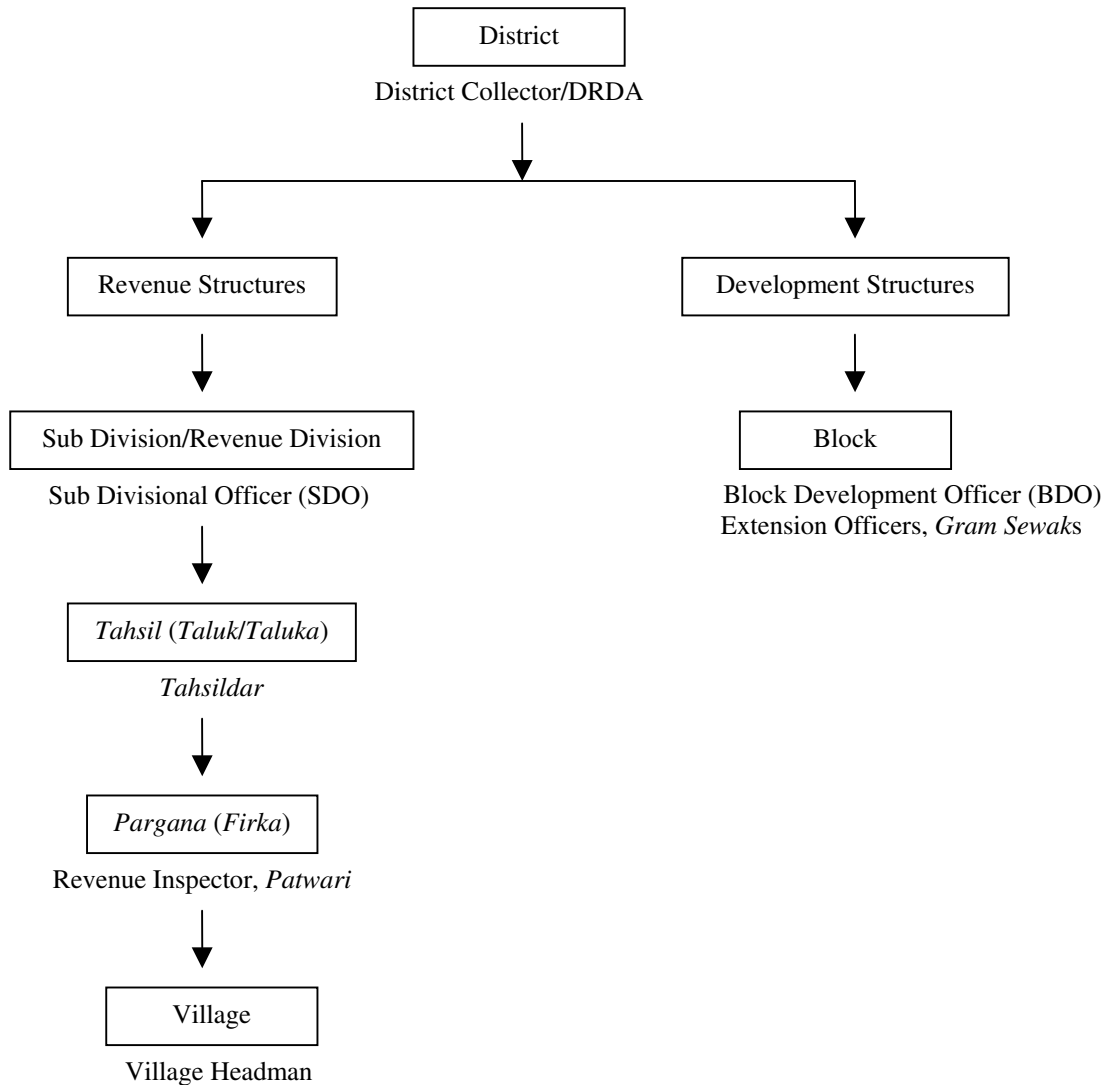 District
District Collector/DRDA
Revenue Structures
Development Structures
Sub Division/Revenue Division
Sub Divisional Officer (SDO)
Block
Block Development Officer (BDO)
Extension Officers, Gram Sewaks
Tahsil (Taluk/Taluka)
Tahsildar
Pargana (Firka)
Revenue Inspector, Patwari
Village
Village Headman